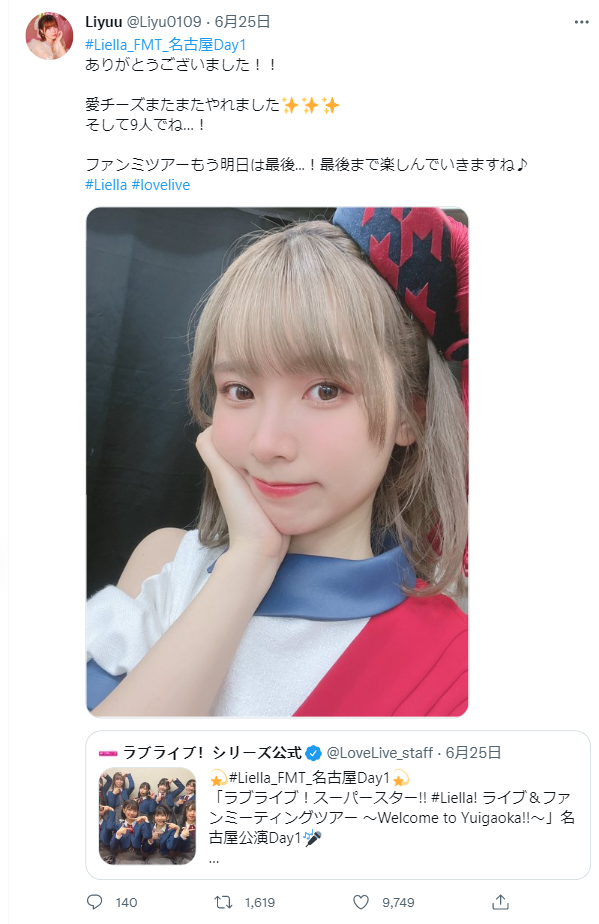 Liyuu @Liyu0109 · 6月25日
#Liella_FMT_名古屋Day1
ありがとうございました！！
愛チーズまたまたやれました✨✨✨
そして9人でね…！
ファンミツアーもう明日は最後...！最後まで楽しんでいきますね♪
#Liella #lovelive
ラブライブ！シリーズ公式 @LoveLive_staff · 6月25日
💫#Liella_FMT_名古屋Day1💫
「ラブライブ！スーパースター!! #Liella! ライブ＆ファ
ンミーティングツアー ～Welcome to Yuigaoka!!～」名
古屋公演Day1🎤
...
140 1,619 9,749